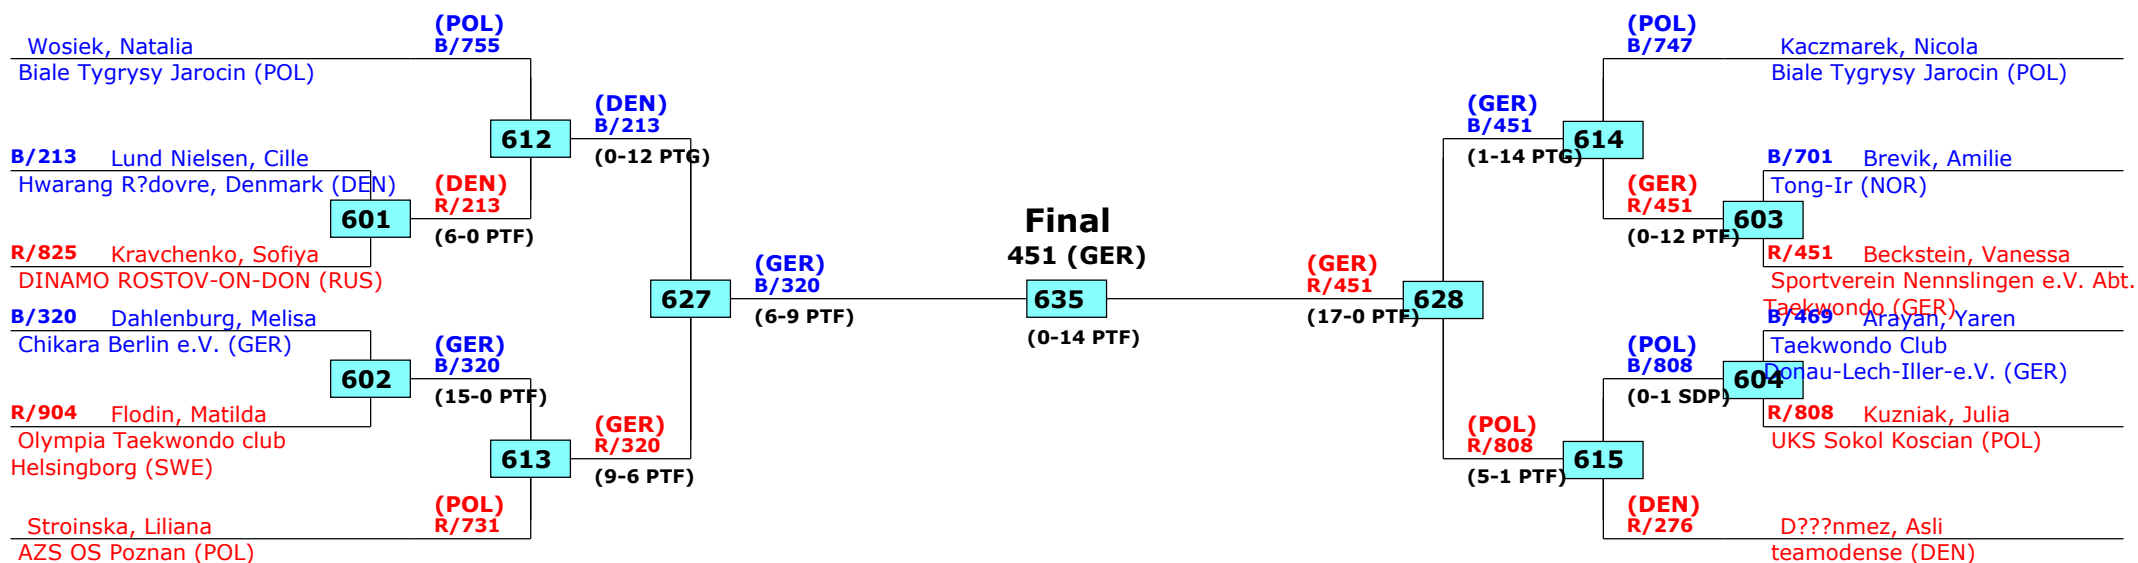 (POL)
B/755
Wosiek, Natalia
Biale Tygrysy Jarocin (POL)
612
(DEN)
B/213
(0-12 PTG)
B/213 Lund Nielsen, Cille
Hwarang R?dovre, Denmark (DEN)
601
(DEN)
R/213
(6-0 PTF)
R/825 Kravchenko, Sofiya
DINAMO ROSTOV-ON-DON (RUS)
627
(GER)
B/320
(6-9 PTF)
B/320 Dahlenburg, Melisa
Chikara Berlin e.V. (GER)
602
(GER)
B/320
(15-0 PTF)
R/904 Flodin, Matilda
Olympia Taekwondo club
Helsingborg (SWE)
613
(GER)
R/320
(9-6 PTF)
(POL)
R/731
Stroinska, Liliana
AZS OS Poznan (POL)
Final
451 (GER)
635
(0-14 PTF)
(POL)
B/747
Kaczmarek, Nicola
Biale Tygrysy Jarocin (POL)
(GER)
B/451
(1-14 PTG)
614
B/701 Brevik, Amilie
Tong-Ir (NOR)
(GER)
R/451
(0-12 PTF)
603
R/451 Beckstein, Vanessa
Sportverein Nennslingen e.V. Abt.
Taekwondo (GER)
(GER)
R/451
(17-0 PTF)
628
B/469 Arayan, Yaren
Taekwondo Club
Donau-Lech-Iller-e.V. (GER)
(POL)
B/808
(0-1 SDP)
604
R/808 Kuzniak, Julia
UKS Sokol Koscian (POL)
(POL)
R/808
(5-1 PTF)
615
(DEN)
R/276
D???nmez, Asli
teamodense (DEN)